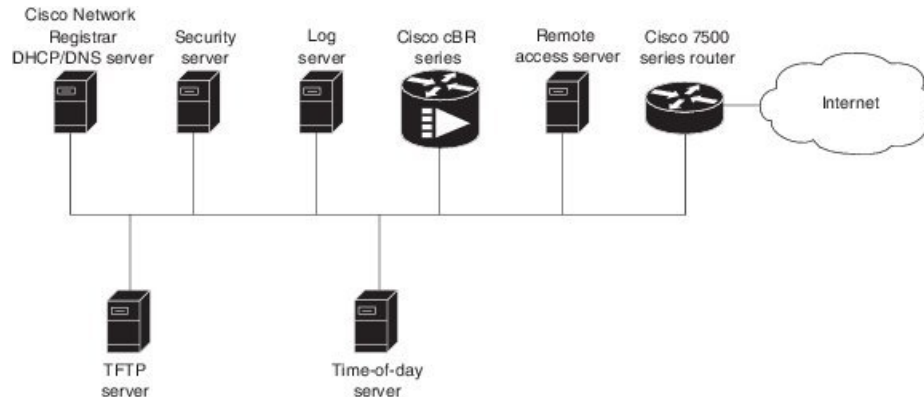 Cisco Network
Registrar
DHCP/DNS server
Security
server
Log
server
Cisco cBR
series
Remote
access server
Cisco 7500
series router
Internet
TFTP
server
Time-of-day
server